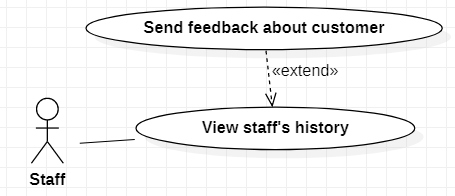 Send feedback about customer
«extend»
View staff's history
Staff